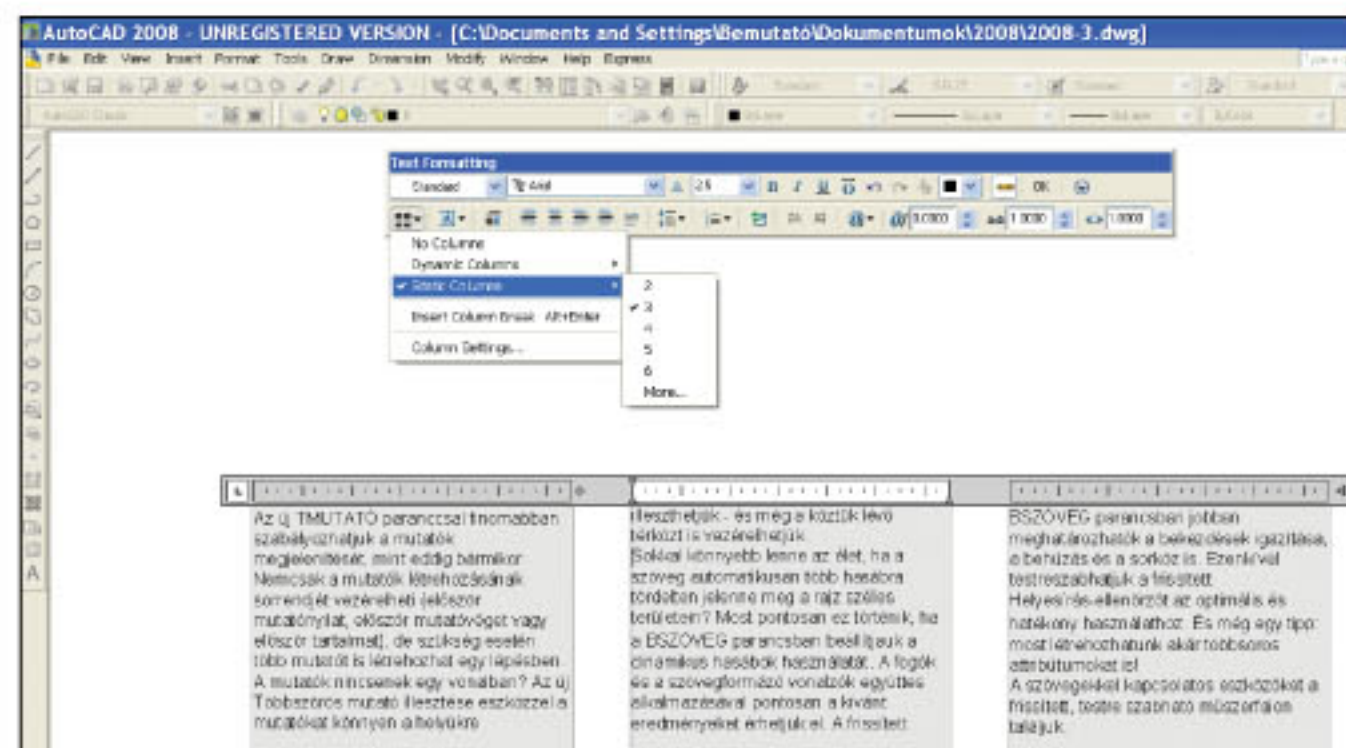 AutoCAD 2008 - UNREGISTERED VERSION - [C:\Documents and Settings\Bemutató\Dokumentumok\2008\2008-3.dwg]
File Edit View Insert Format Tools Draw Dimension Modify Window Help Express
Text Formatting
Standard Arial 2.5 OK
0.0000 1.0000 1.0000
No Columns
Dynamic Columns
Static Columns
Insert Column Break Alt+Enter
Column Settings...
2
3
4
5
6
More...
Az új TMUTATÓ paranccsal finomabban
szabályozhatjuk a mutatók
megjelenítését, mint eddig bármikor.
Nemcsak a mutatók létrehozásának
sorrendjét vezérelheti (először
mutatónyilat, először mutatóvéget vagy
először tartalmat), de szükség esetén
több mutatót is létrehozhat egy lépésben.
A mutatók nincsenek egy vonalban? Az új
Többszörös mutató illesztése eszközzel a
mutatókat könnyen a helyükre
illeszthetjük - és még a köztük lévő
térközt is vezérelhetjük.
Sokkal könnyebb lenne az élet, ha a
szöveg automatikusan több hasábra
tördelten jelenne meg a rajz széles
területein? Most pontosan ez történik, ha
a BSZÖVEG parancsban beállítjauk a
dinamikus hasábok használatát. A fogók
és a szövegformázó vonalzók együttes
alkalmazásával pontosan a kívánt
eredményeket érhetjük el. A frissített
BSZÖVEG parancsban jobban
meghatározhatók a bekezdések igazítása,
a behúzás és a sorköz is. Ezenkívül
testreszabhatjuk a frissített
Helyesírás-ellenőrzőt az optimális és
hatékony használathoz. És még egy tipp:
most létrehozhatunk akár többsoros
attribútumokat is!
A szövegekkel kapcsolatos eszközöket a
frissített, testre szabható műszerfalon
találjuk.